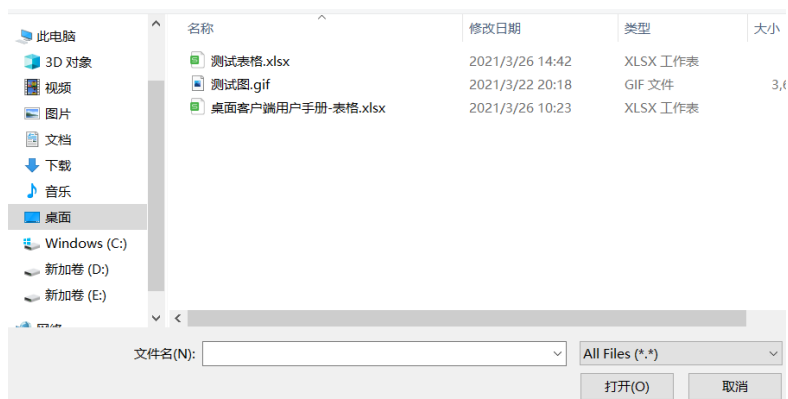 名称 修改日期 类型 大小
此电脑
3D 对象
视频
图片
文档
下载
音乐
桌面
Windows (C:)
新加卷 (D:)
新加卷 (E:)
测试表格.xlsx 2021/3/26 14:42 XLSX 工作表
测试图.gif 2021/3/22 20:18 GIF 文件 3,6
桌面客户端用户手册-表格.xlsx 2021/3/26 10:23 XLSX 工作表
文件名(N): All Files (*.*)
打开(O) 取消